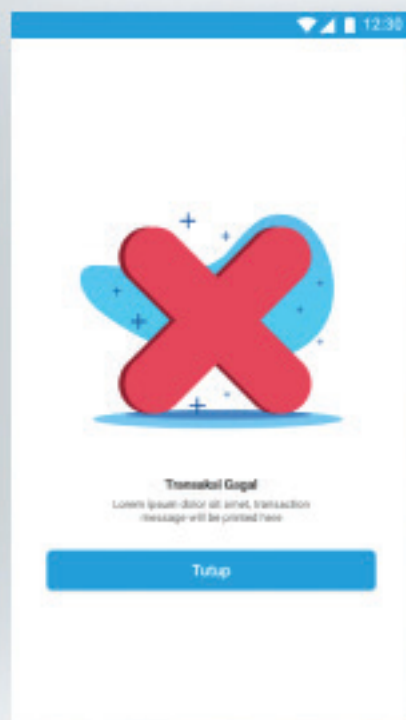 12:30
Transaksi Gagal
Lorem ipsum dolor sit amet, transaction
message will be printed here
Tutup